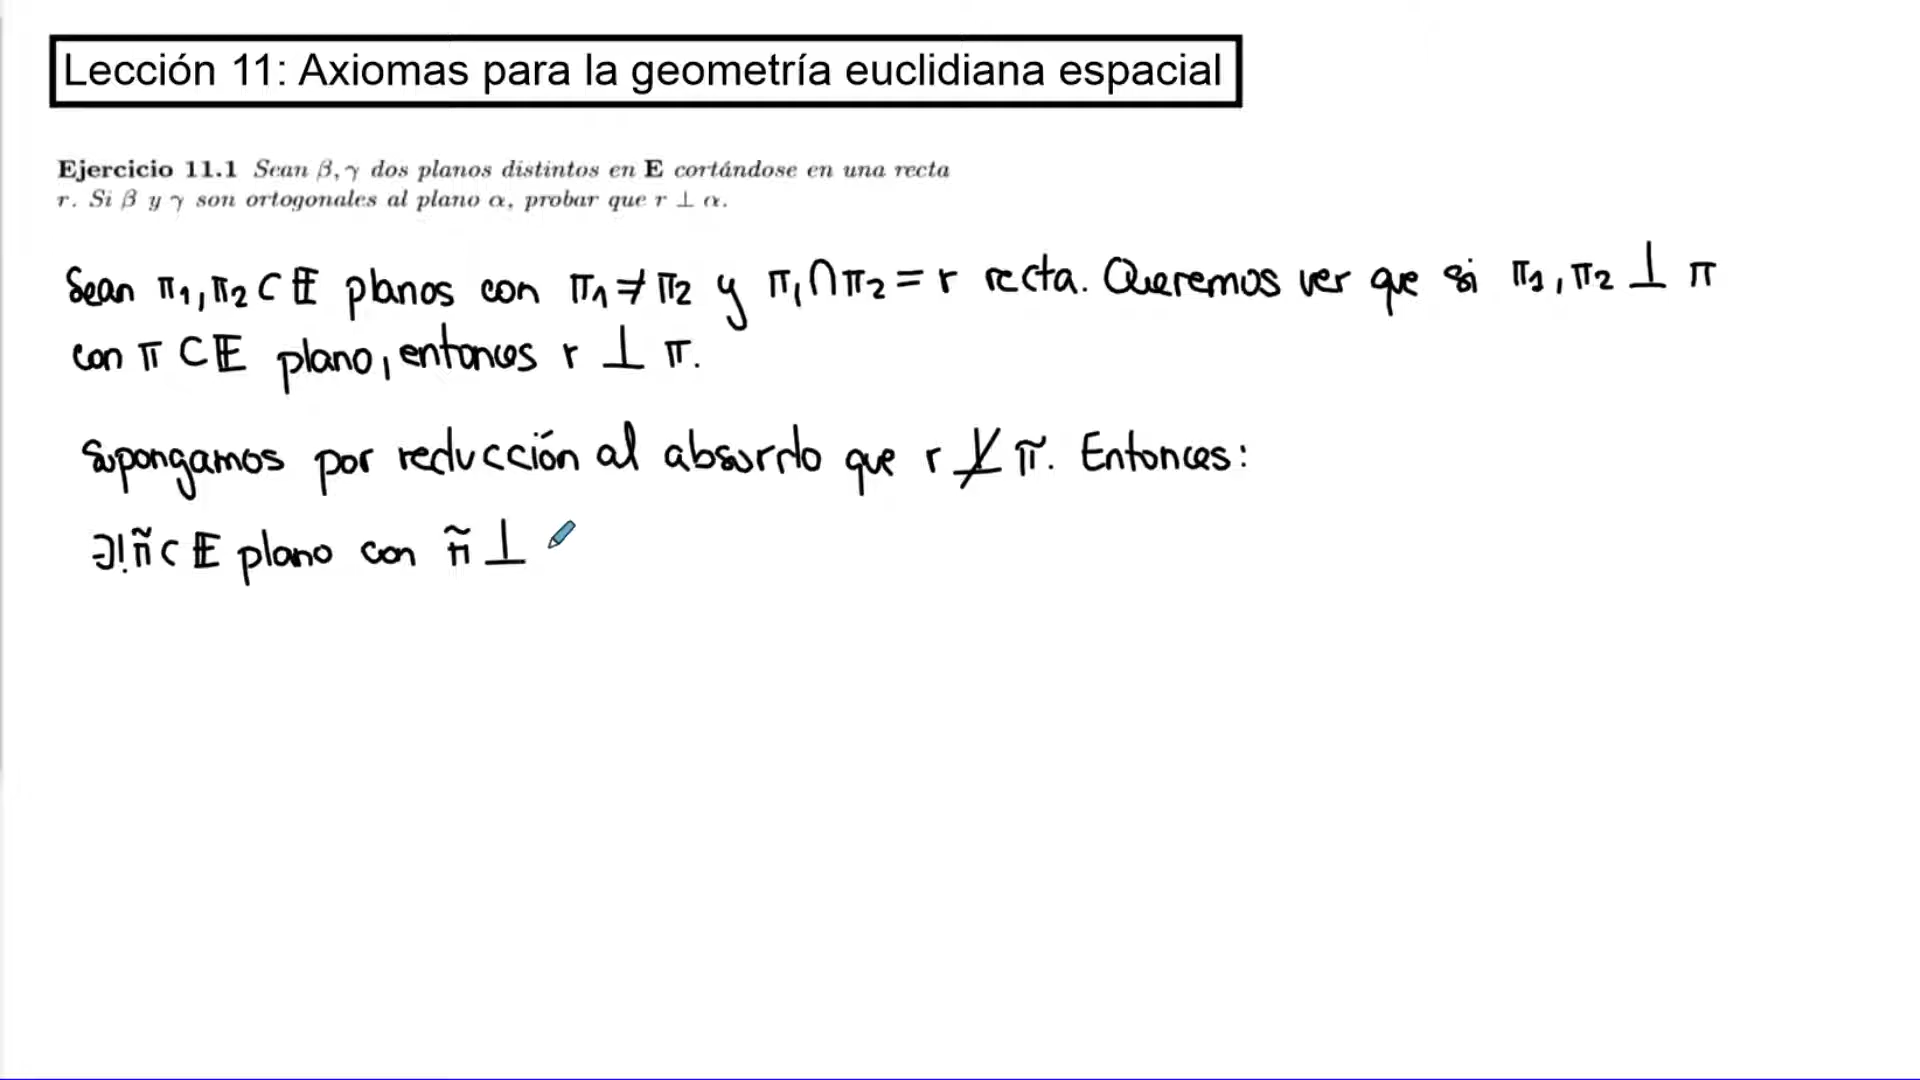 Lección 11: Axiomas para la geometría euclidiana espacial
Ejercicio 11.1 Sean β, γ dos planos distintos en E cortándose en una recta
r. Si β y γ son ortogonales al plano α, probar que r ⊥ α.
Sean π₁, π₂ ⊂ 𝔼 planos con π₁ ≠ π₂ y π₁ ∩ π₂ = r recta. Queremos ver que si π₁, π₂ ⊥ π
con π ⊂ 𝔼 plano, entonces r ⊥ π.
Supongamos por reducción al absurdo que r ⊥̸ π̃. Entonces:
∃! π̃ ⊂ 𝔼 plano con π̃ ⊥